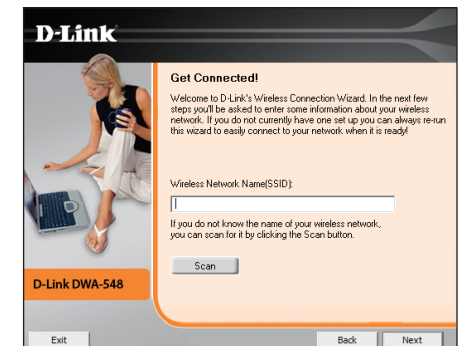 D-Link
Get Connected!
Welcome to D-Link's Wireless Connection Wizard. In the next few
steps you'll be asked to enter some information about your wireless
network. If you do not currently have one set up you can always re-run
this wizard to easily connect to your network when it is ready!
Wireless Network Name(SSID):
If you do not know the name of your wireless network,
you can scan for it by clicking the Scan button.
Scan
D-Link DWA-548
Exit
Back
Next